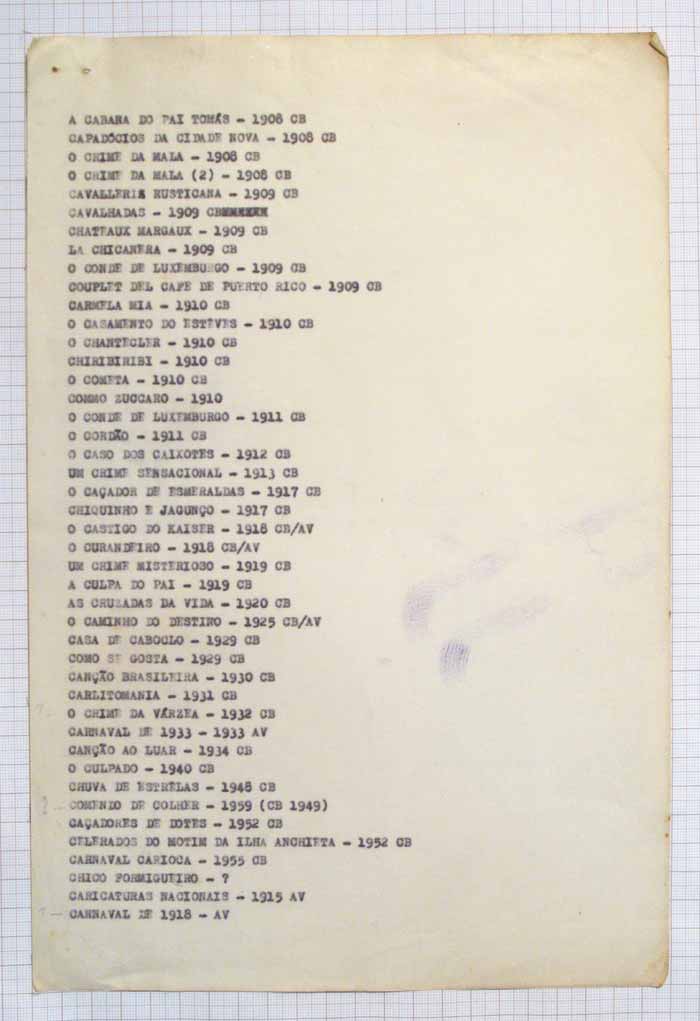 A CABANA DO PAI TOMÁS - 1908 CB
CAPADÓCIOS DA CIDADE NOVA - 1908 CB
O CRIME DA MALA - 1908 CB
O CRIME DA MALA (2) - 1908 CB
CAVALLERIA RUSTICANA - 1909 CB
CAVALHADAS - 1909 CB
CHATEAUX MARGAUX - 1909 CB
LA CHICANERA - 1909 CB
O CONDE DE LUXEMBURGO - 1909 CB
COUPLET DEL CAFE DE PUERTO RICO - 1909 CB
CARMELA MIA - 1910 CB
O CASAMENTO DO ESTEVES - 1910 CB
O CHANTECLER - 1910 CB
CHIRIBIRIBI - 1910 CB
O COMETA - 1910 CB
COMMO ZUCCARO - 1910
O CONDE DE LUXEMBURGO - 1911 CB
O CORDÃO - 1911 CB
O CASO DOS CAIXOTES - 1912 CB
UM CRIME SENSACIONAL - 1913 CB
O CAÇADOR DE ESMERALDAS - 1917 CB
CHIQUINHO E JAGUNÇO - 1917 CB
O CASTIGO DO KAISER - 1918 CB/AV
O CURANDEIRO - 1918 CB/AV
UM CRIME MISTERIOSO - 1919 CB
A CULPA DO PAI - 1919 CB
AS CRUZADAS DA VIDA - 1920 CB
O CAMINHO DO DESTINO - 1925 CB/AV
CASA DE CABOCLO - 1929 CB
COMO SE GOSTA - 1929 CB
CANÇÃO BRASILEIRA - 1930 CB
CARLITOMANIA - 1931 CB
O CRIME DA VÁRZEA - 1932 CB
CARNAVAL DE 1933 - 1933 AV
CANÇÃO AO LUAR - 1934 CB
O CULPADO - 1940 CB
CHUVA DE ESTRELAS - 1948 CB
? - COMENDO DE COLHER - 1959 (CB 1949)
CAÇADORES DE DOTES - 1952 CB
CELERADOS DO MOTIM DA ILHA ANCHIETA - 1952 CB
CARNAVAL CARIOCA - 1955 CB
CHICO FORMIGUEIRO - ?
CARICATURAS NACIONAIS - 1915 AV
CARNAVAL DE 1918 - AV